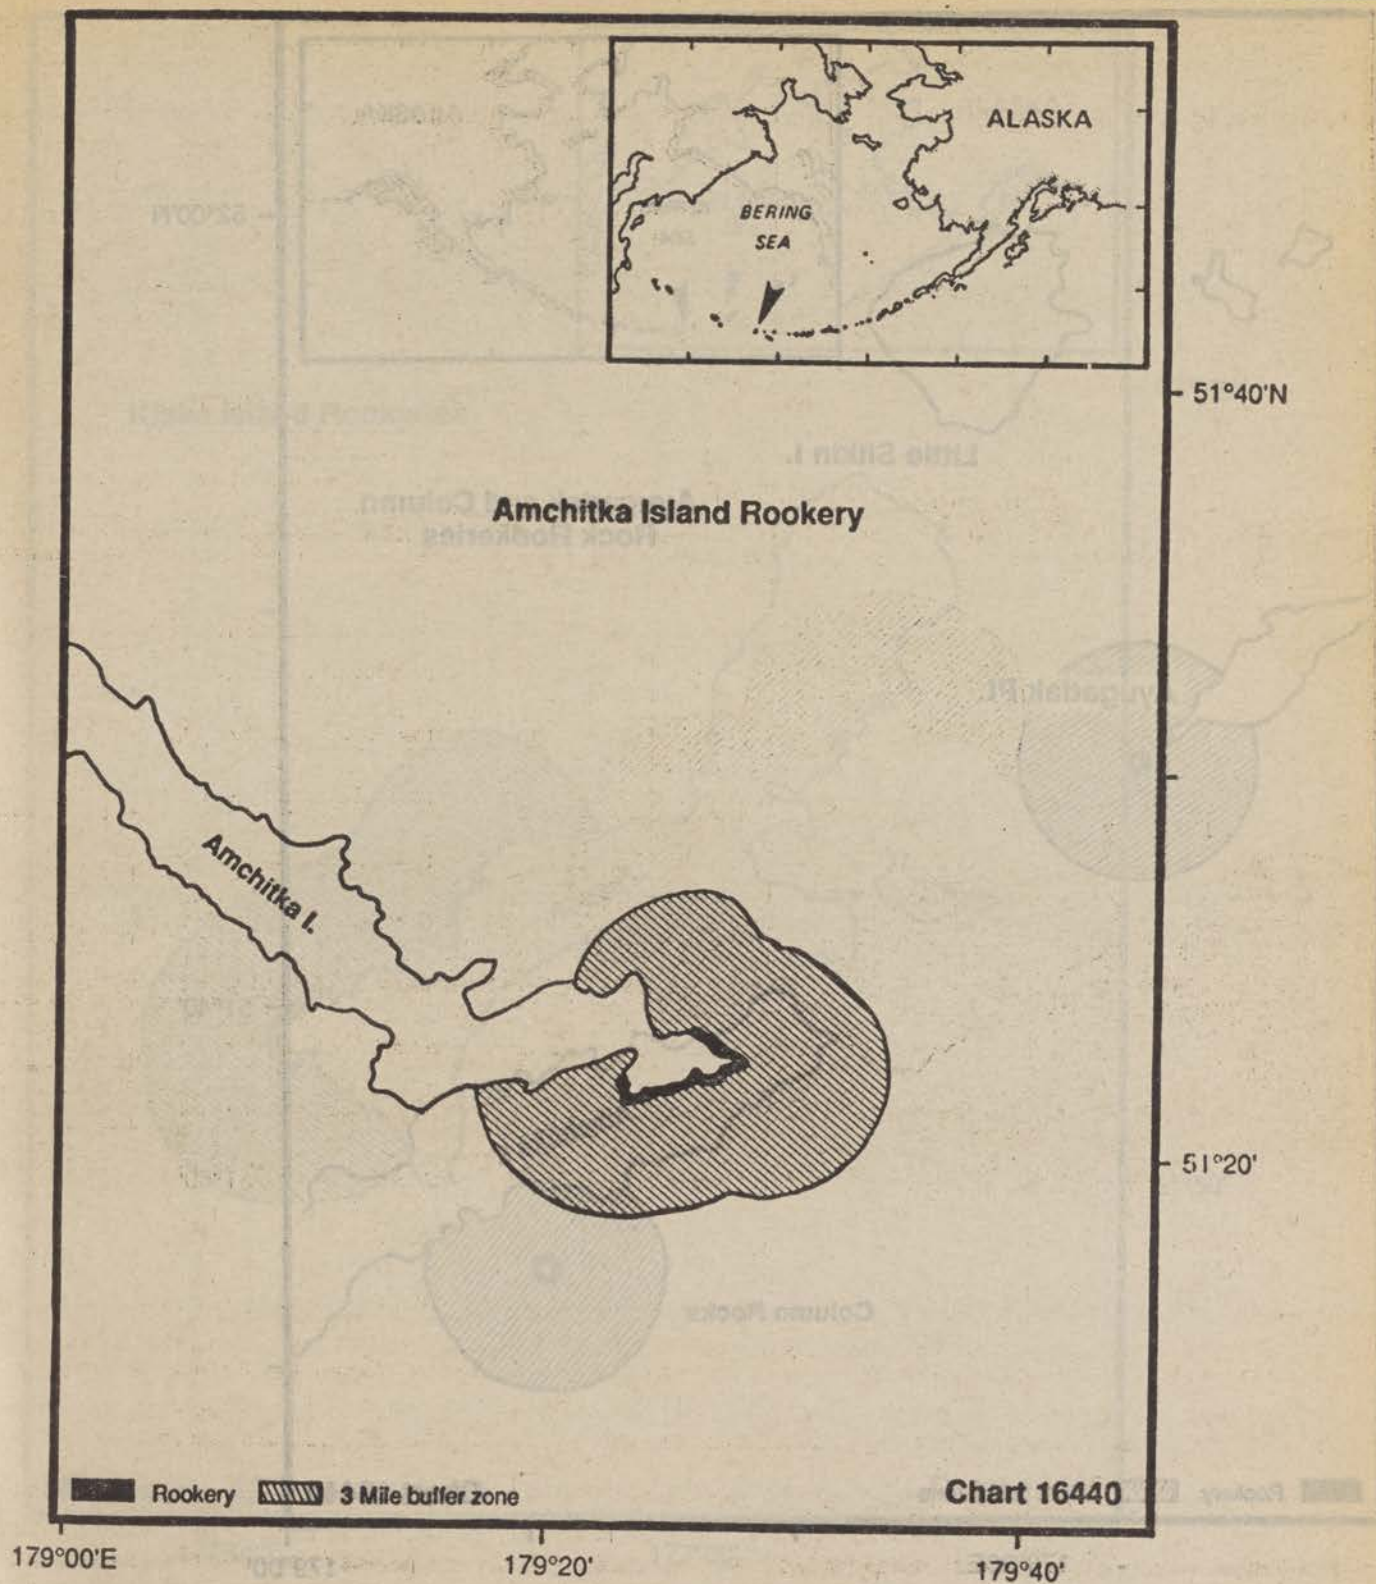 ALASKA
BERING
SEA
51°40'N
Amchitka Island Rookery
Amchitka I.
51°20'
Rookery
3 Mile buffer zone
Chart 16440
179°00'E
179°20'
179°40'